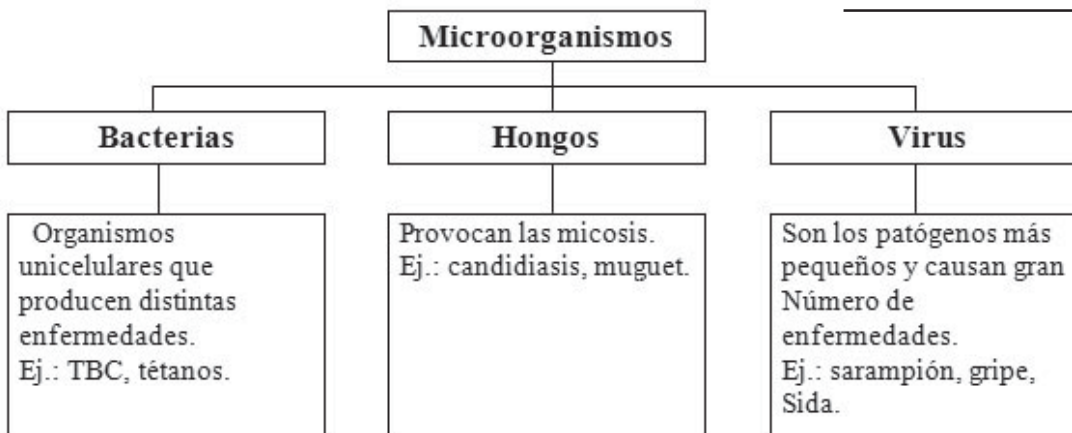 Microorganismos
Bacterias
Organismos
unicelulares que
producen distintas
enfermedades.
Ej.: TBC, tétanos.
Hongos
Provocan las micosis.
Ej.: candidiasis, muguet.
Virus
Son los patógenos más
pequeños y causan gran
Número de
enfermedades.
Ej.: sarampión, gripe,
Sida.